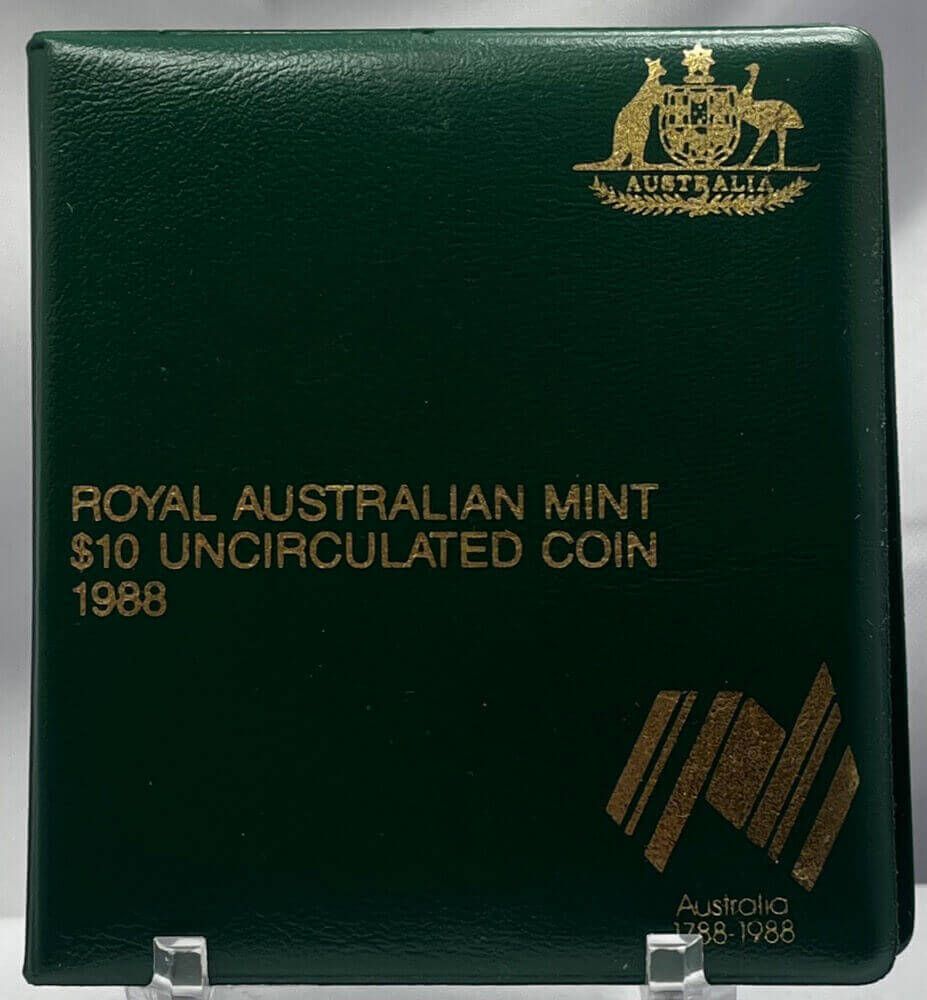 AUSTRALIA
ROYAL AUSTRALIAN MINT
$10 UNCIRCULATED COIN
1988
Australia
1788-1988